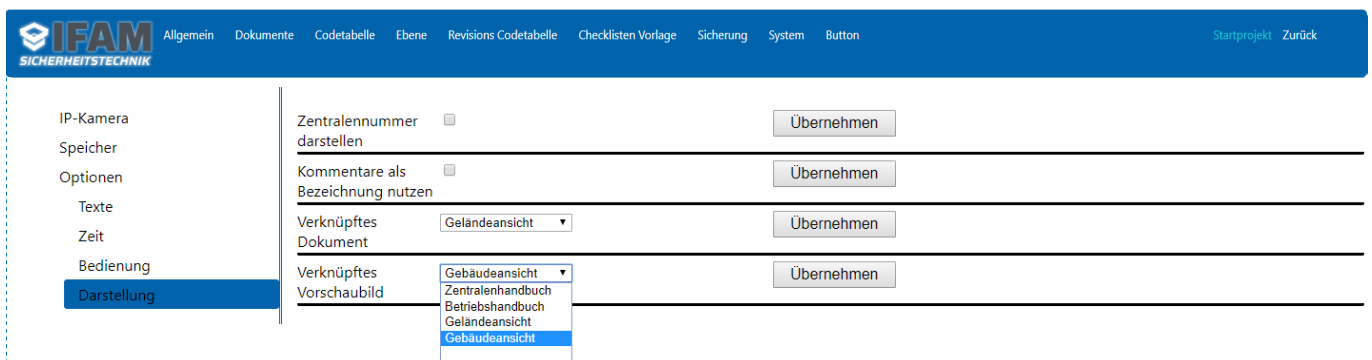 IFAM
SICHERHEITSTECHNIK
Allgemein Dokumente Codetabelle Ebene Revisions Codetabelle Checklisten Vorlage Sicherung System Button Startprojekt Zurück
IP-Kamera
Speicher
Optionen
Texte
Zeit
Bedienung
Darstellung
Zentralennummer
darstellen
Übernehmen
Kommentare als
Bezeichnung nutzen
Übernehmen
Verknüpftes
Dokument
Geländeansicht
Übernehmen
Verknüpftes
Vorschaubild
Gebäudeansicht
Übernehmen
Zentralenhandbuch
Betriebshandbuch
Geländeansicht
Gebäudeansicht